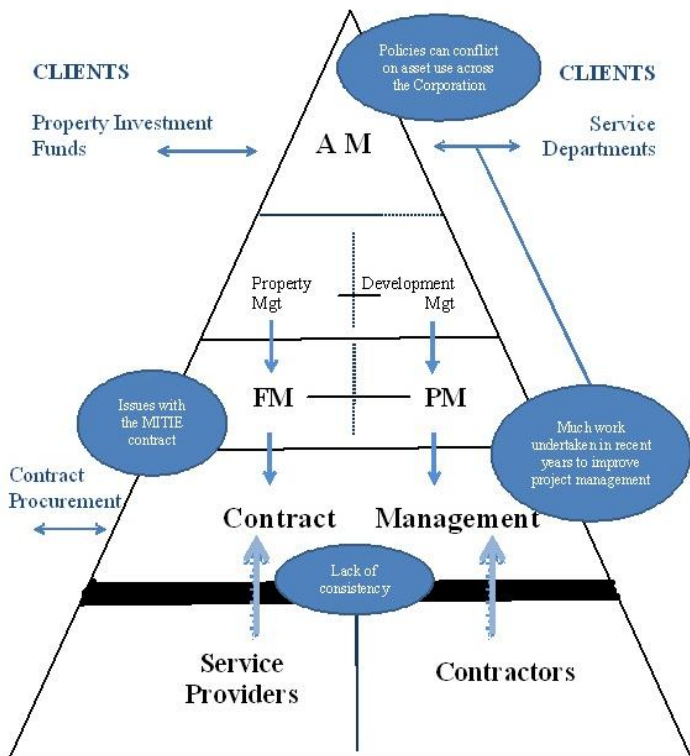 Policies can conflict
on asset use across
the Corporation
CLIENTS
CLIENTS
Property Investment
Funds
Service
Departments
A M
Property
Mgt
Development
Mgt
Issues with
the MITIE
contract
FM
PM
Much work
undertaken in recent
years to improve
project management
Contract
Procurement
Contract
Management
Lack of
consistency
Service
Providers
Contractors